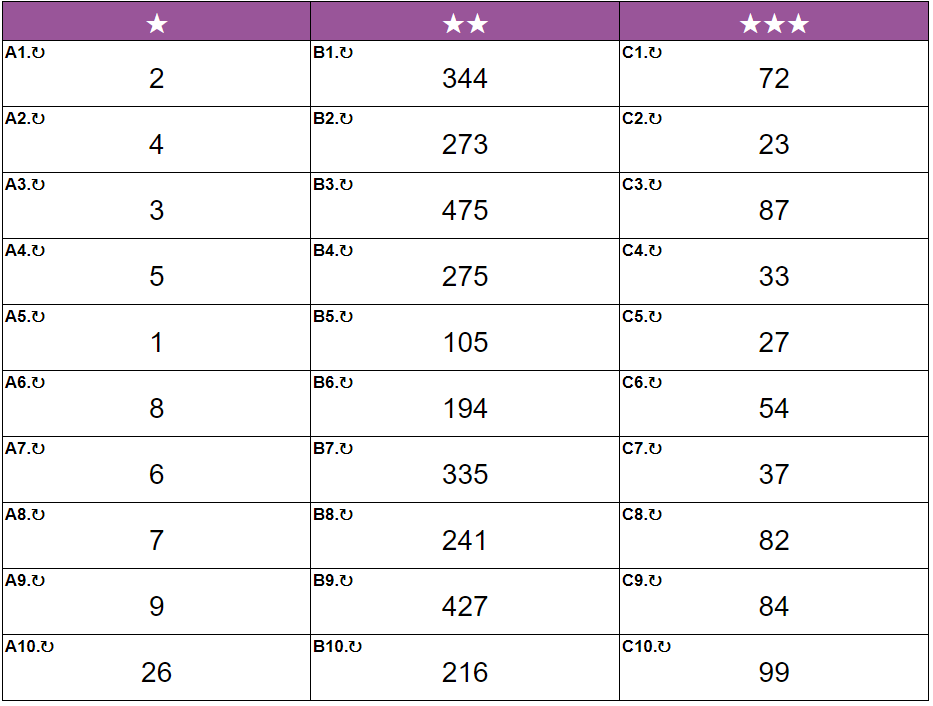 ★ ★★ ★★★
A1.↻ B1.↻ C1.↻
2 344 72
A2.↻ B2.↻ C2.↻
4 273 23
A3.↻ B3.↻ C3.↻
3 475 87
A4.↻ B4.↻ C4.↻
5 275 33
A5.↻ B5.↻ C5.↻
1 105 27
A6.↻ B6.↻ C6.↻
8 194 54
A7.↻ B7.↻ C7.↻
6 335 37
A8.↻ B8.↻ C8.↻
7 241 82
A9.↻ B9.↻ C9.↻
9 427 84
A10.↻ B10.↻ C10.↻
26 216 99